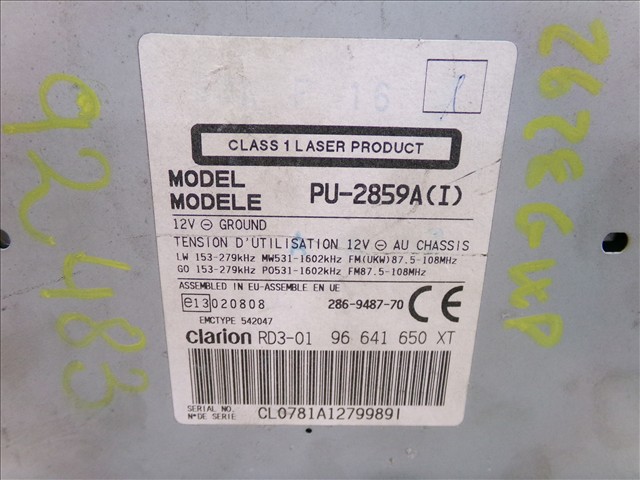 CLASS 1 LASER PRODUCT
MODEL
MODELE PU-2859A(I)
12V ⊖ GROUND
TENSION D'UTILISATION 12V ⊖ AU CHASSIS
LW 153-279kHz MW531-1602kHz FM(UKW)87.5-108MHz
GO 153-279kHz PO531-1602kHz FM87.5-108MHz
ASSEMBLED IN EU-ASSEMBLE EN UE
e13 020808 286-9487-70 CE
EMCTYPE 542047
clarion RD3-01 96 641 650 XT
SERIAL NO.
Nº DE SERIE CL0781A1279989I
92483